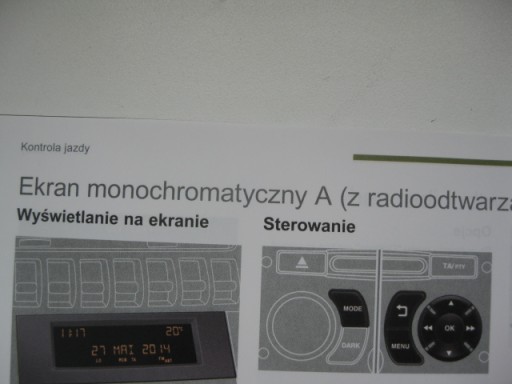 Kontrola jazdy
Ekran monochromatyczny A (z radioodtwarza
Wyświetlanie na ekranie
Sterowanie
TA/PTY
MODE
DARK
MENU
OK
11:17
20°
27 MAI 2014